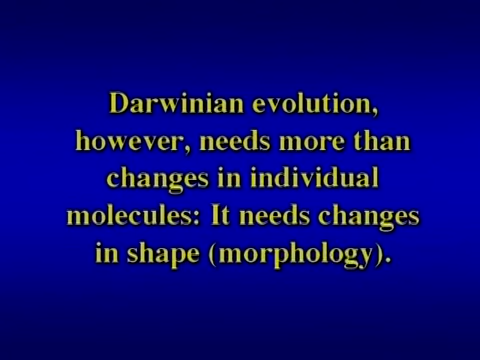 Darwinian evolution,
however, needs more than
changes in individual
molecules: It needs changes
in shape (morphology).